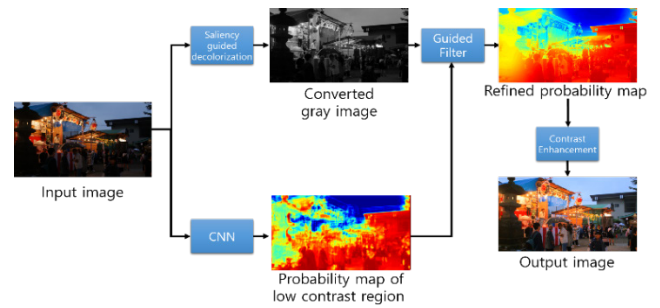 Saliency
guided
decolorization
Guided
Filter
Converted
gray image
Refined probability map
Contrast
Enhancement
Input image
CNN
Probability map of
low contrast region
Output image